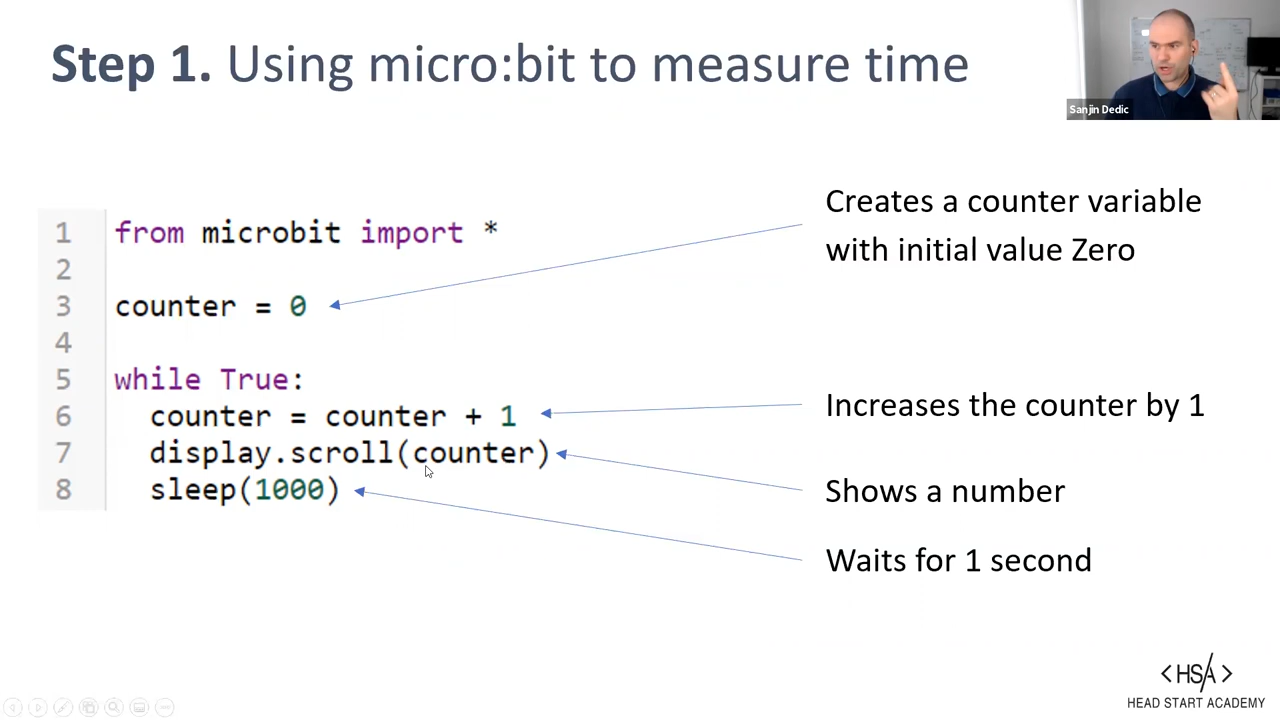 Step 1. Using micro:bit to measure time
Sanjin Dedic
Creates a counter variable
with initial value Zero
1 from microbit import *
2
3 counter = 0
4
5 while True:
6 counter = counter + 1
7 display.scroll(counter)
8 sleep(1000)
Increases the counter by 1
Shows a number
Waits for 1 second
<HS/A>
HEAD START ACADEMY